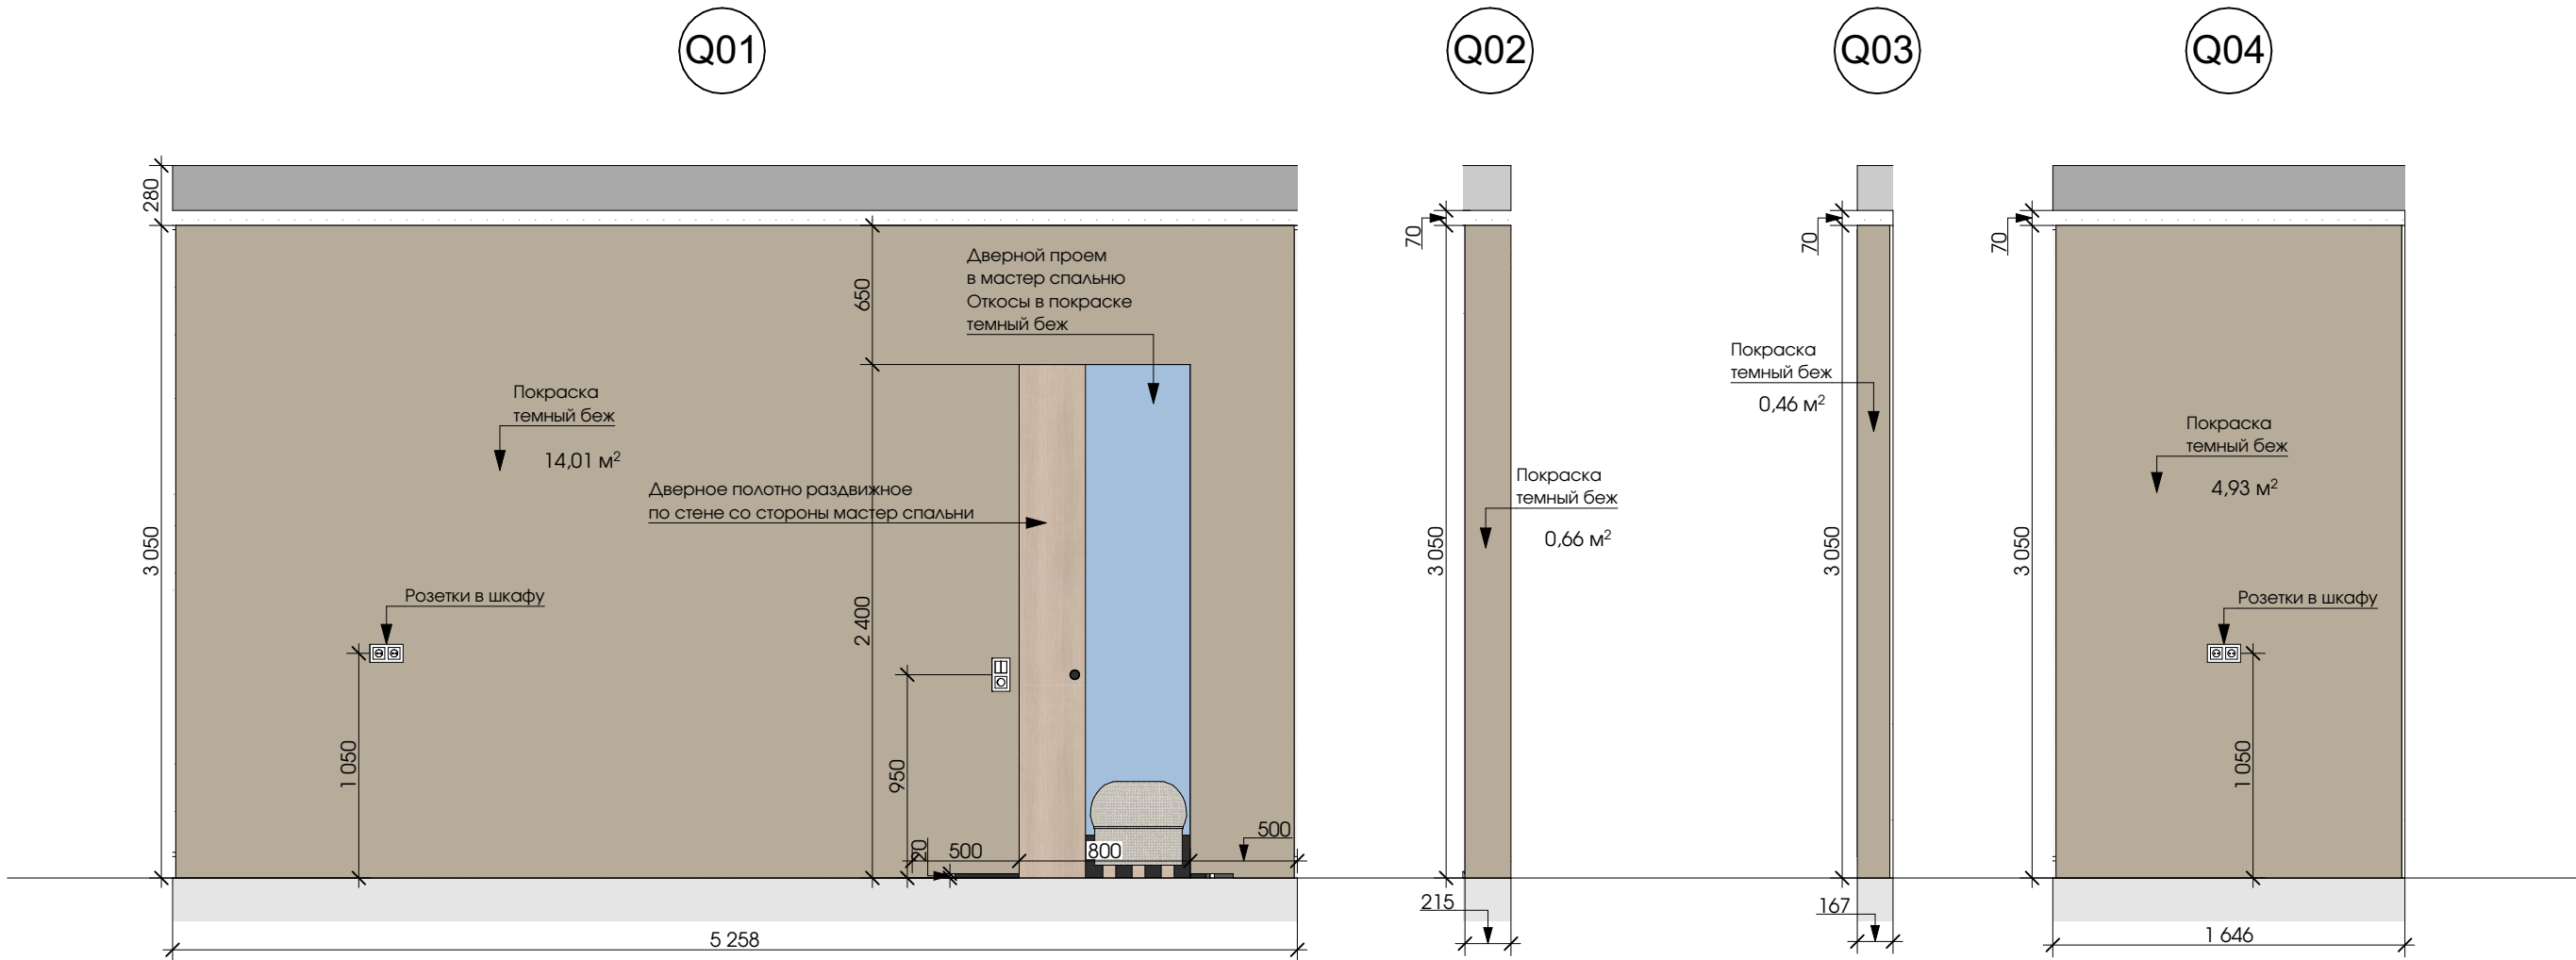 Q01
Q02
Q03
Q04
280
3 050
650
2 400
Дверной проем
в мастер спальню
Откосы в покраске
темный беж
Покраска
темный беж
14,01 м²
Дверное полотно раздвижное
по стене со стороны мастер спальни
Розетки в шкафу
1 050
950
20
500
800
500
5 258
70
3 050
Покраска
темный беж
0,66 м²
215
70
3 050
Покраска
темный беж
0,46 м²
167
70
3 050
Покраска
темный беж
4,93 м²
Розетки в шкафу
1 050
1 646